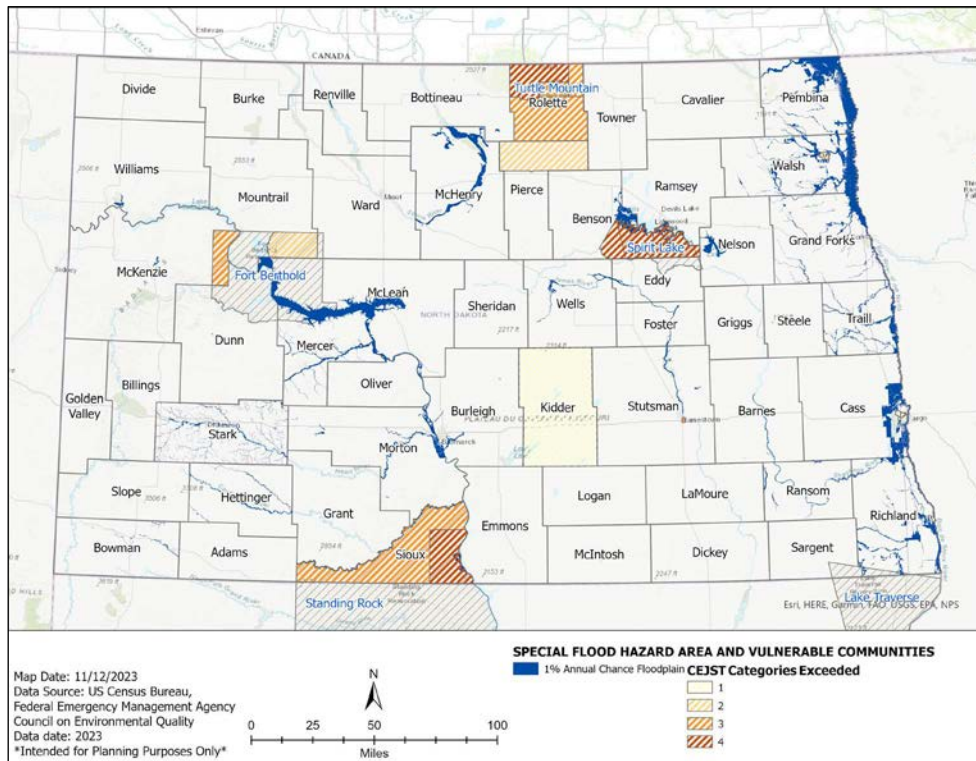 CANADA
Divide
Burke
Renville
Bottineau
Turtle Mountain
Rolette
Towner
Cavalier
Pembina
Williams
Mountrail
Ward
McHenry
Pierce
Benson
Ramsey
Devils Lake
Walsh
Spirit Lake
Nelson
Grand Forks
McKenzie
Fort Berthold
McLean
NORTH DAKOTA
Sheridan
Wells
Eddy
Foster
Griggs
Steele
Traill
Dunn
Mercer
Oliver
Golden
Valley
Billings
Burleigh
Kidder
Stutsman
Barnes
Cass
Stark
Morton
Slope
Hettinger
Grant
Emmons
Logan
LaMoure
Ransom
Richland
Bowman
Adams
Sioux
McIntosh
Dickey
Sargent
Standing Rock
Lake Traverse
Esri, HERE, Garmin, FAO, USGS, EPA, NPS
SPECIAL FLOOD HAZARD AREA AND VULNERABLE COMMUNITIES
1% Annual Chance Floodplain
CEJST Categories Exceeded
1
2
3
4
Map Date: 11/12/2023
Data Source: US Census Bureau,
Federal Emergency Management Agency
Council on Environmental Quality
Data date: 2023
*Intended for Planning Purposes Only*
N
0 25 50 100
Miles